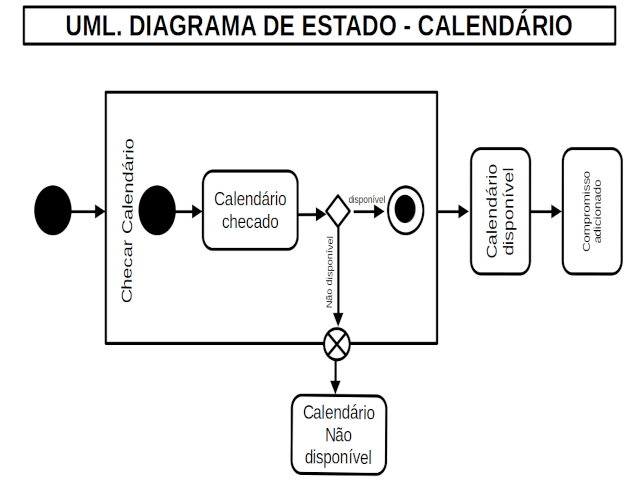 UML. DIAGRAMA DE ESTADO - CALENDÁRIO
Checar Calendário
Calendário
checado
disponível
Não disponível
Calendário
disponível
Compromisso
adicionado
Calendário
Não
disponível